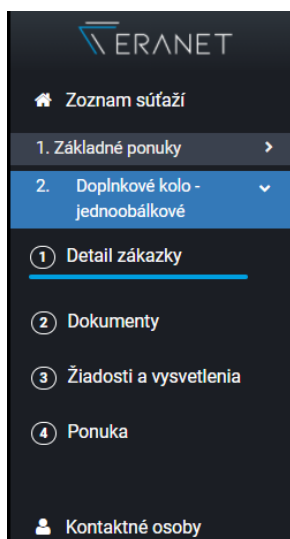 VERANET
Zoznam súťaží
1. Základné ponuky
2. Doplnkové kolo -
jednoobálkové
1 Detail zákazky
2 Dokumenty
3 Žiadosti a vysvetlenia
4 Ponuka
Kontaktné osoby